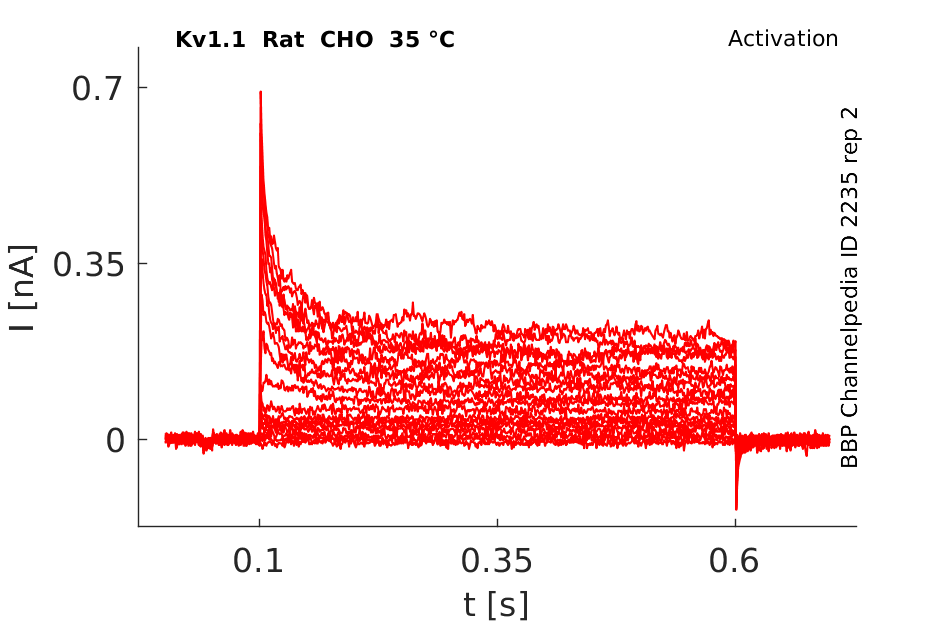 Kv1.1 Rat CHO 35 °C
Activation
0.7
0.35
0
I [nA]
0.1
0.35
0.6
t [s]
BBP Channelpedia ID 2235 rep 2